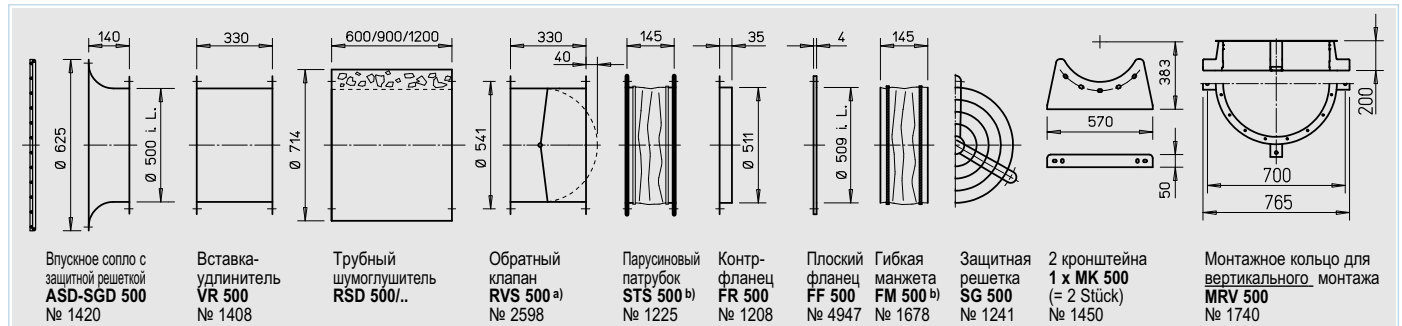 140
330
600/900/1200
330
40
145
35
4
145
383
200
Ø 625
Ø 500 i. L.
Ø 714
Ø 541
Ø 511
Ø 509 i. L.
570
50
700
765
Впускное сопло с
защитной решеткой
ASD-SGD 500
№ 1420
Вставка-
удлинитель
VR 500
№ 1408
Трубный
шумоглушитель
RSD 500/..
Обратный
клапан
RVS 500 a)
№ 2598
Парусиновый
патрубок
STS 500 b)
№ 1225
Контр-
фланец
FR 500
№ 1208
Плоский
фланец
FF 500
№ 4947
Гибкая
манжета
FM 500 b)
№ 1678
Защитная
решетка
SG 500
№ 1241
2 кронштейна
1 x MK 500
(= 2 Stück)
№ 1450
Монтажное кольцо для
вертикального монтажа
MRV 500
№ 1740